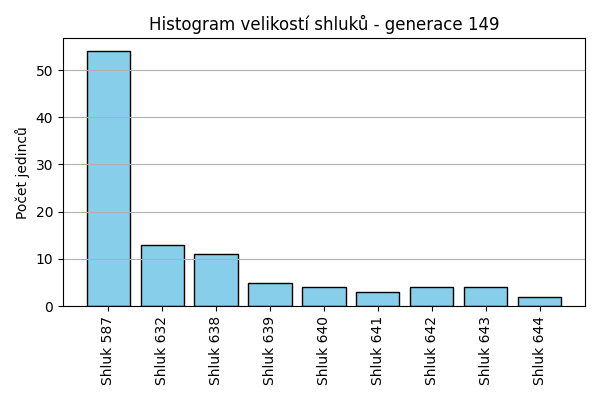 Histogram velikostí shluků - generace 149
Počet jedinců
50
40
30
20
10
0
Shluk 587
Shluk 632
Shluk 638
Shluk 639
Shluk 640
Shluk 641
Shluk 642
Shluk 643
Shluk 644